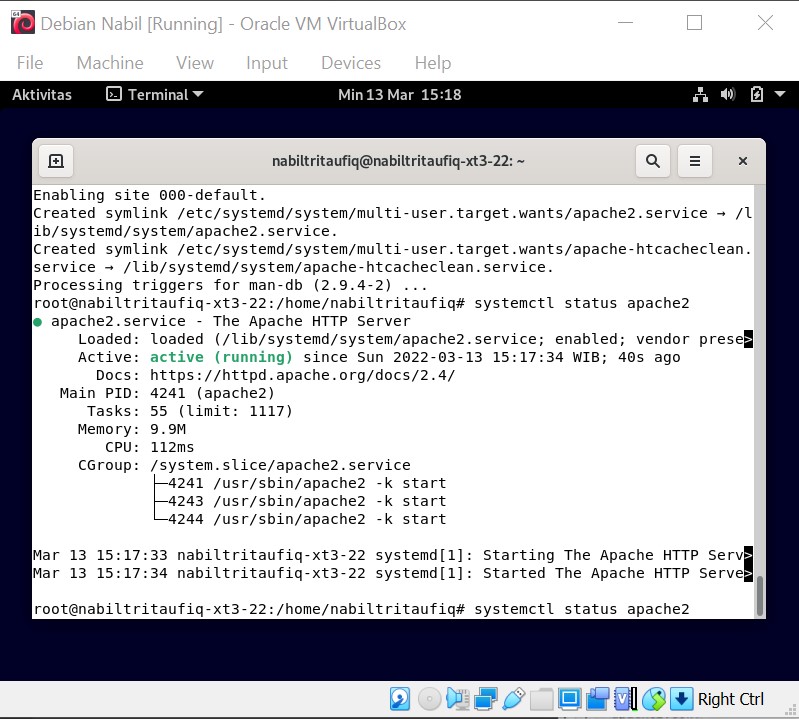 Debian Nabil [Running] - Oracle VM VirtualBox
File Machine View Input Devices Help
Aktivitas Terminal Min 13 Mar 15:18
nabiltritaufiq@nabiltritaufiq-xt3-22: ~
Enabling site 000-default.
Created symlink /etc/systemd/system/multi-user.target.wants/apache2.service → /l
ib/systemd/system/apache2.service.
Created symlink /etc/systemd/system/multi-user.target.wants/apache-htcacheclean.
service → /lib/systemd/system/apache-htcacheclean.service.
Processing triggers for man-db (2.9.4-2) ...
root@nabiltritaufiq-xt3-22:/home/nabiltritaufiq# systemctl status apache2
● apache2.service - The Apache HTTP Server
Loaded: loaded (/lib/systemd/system/apache2.service; enabled; vendor prese>
Active: active (running) since Sun 2022-03-13 15:17:34 WIB; 40s ago
Docs: https://httpd.apache.org/docs/2.4/
Main PID: 4241 (apache2)
Tasks: 55 (limit: 1117)
Memory: 9.9M
CPU: 112ms
CGroup: /system.slice/apache2.service
├─4241 /usr/sbin/apache2 -k start
├─4243 /usr/sbin/apache2 -k start
└─4244 /usr/sbin/apache2 -k start
Mar 13 15:17:33 nabiltritaufiq-xt3-22 systemd[1]: Starting The Apache HTTP Serv>
Mar 13 15:17:34 nabiltritaufiq-xt3-22 systemd[1]: Started The Apache HTTP Serve>
root@nabiltritaufiq-xt3-22:/home/nabiltritaufiq# systemctl status apache2
Right Ctrl